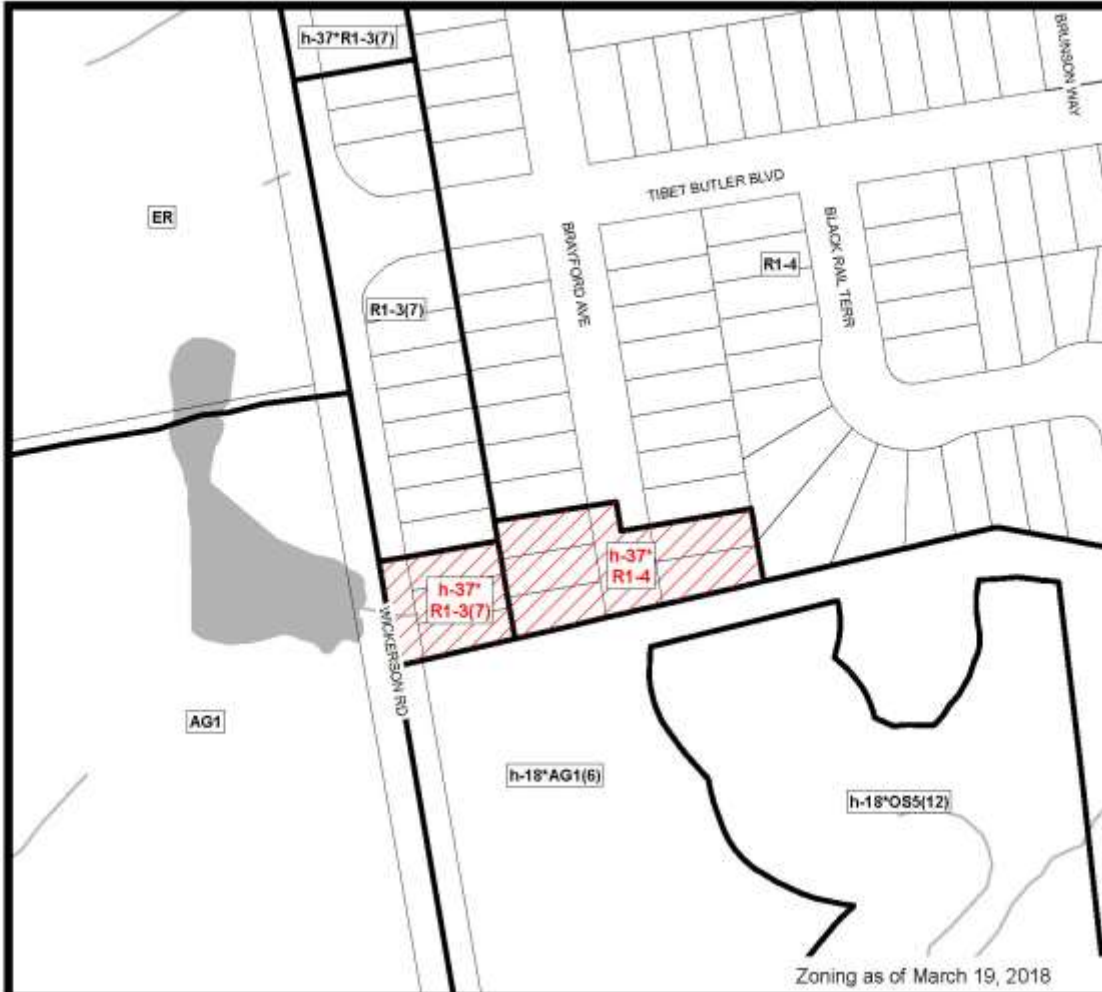 h-37*R1-3(7)
BRUNSON WAY
TIBET BUTLER BLVD
ER
BRAYFORD AVE
BLACK RAIL TERR
R1-4
R1-3(7)
h-37*
R1-4
h-37*
R1-3(7)
WICKERSON RD
AG1
h-18*AG1(6)
h-18*OS5(12)
Zoning as of March 19, 2018